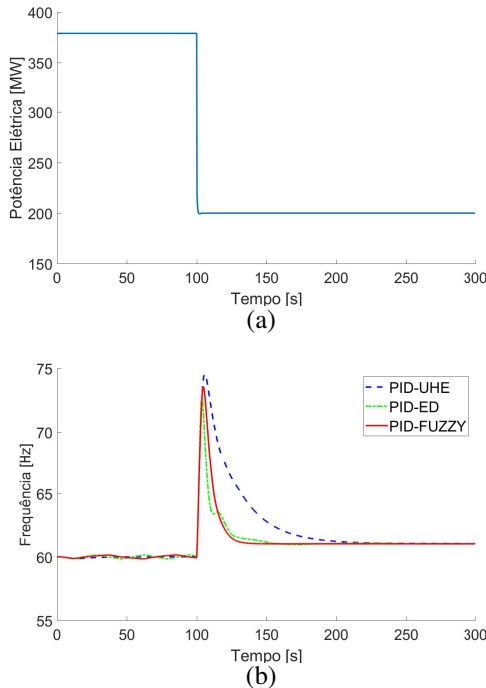 400
350
300
250
200
150
Potência Elétrica [MW]
0 50 100 150 200 250 300
Tempo [s]
(a)
75
70
65
60
55
Frequência [Hz]
PID-UHE
PID-ED
PID-FUZZY
0 50 100 150 200 250 300
Tempo [s]
(b)